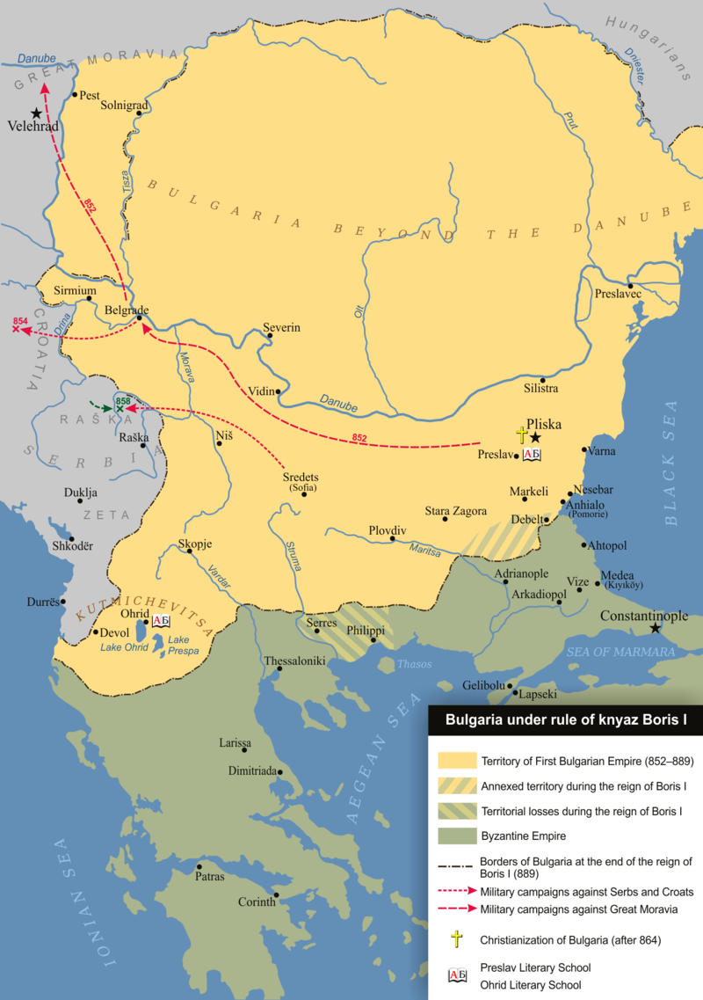 Danube
GREAT MORAVIA
Hungarians
Dniester
Pest
Solnigrad
Velehrad
Prut
Tisza
852
BULGARIA BEYOND THE DANUBE
Sirmium
Belgrade
Preslavec
854
Drina
CROATIA
Olt
Severin
Morava
Vidin
Danube
Silistra
858
RAŠKA
Raška
SERBIA
Niš
852
Pliska
Preslav
АБ
Varna
BLACK SEA
Sredets
(Sofia)
Duklja
ZETA
Markeli
Nesebar
Anhialo
(Pomorie)
Stara Zagora
Debelt
Shkodër
Plovdiv
Maritsa
Ahtopol
Skopje
Struma
Vardar
Adrianople
Vize
Medea
(Kıyıköy)
Arkadiopol
Durrës
KUTMICHEVITSA
Ohrid
АБ
Devol
Lake Ohrid
Lake
Prespa
Serres
Philippi
Constantinople
SEA OF MARMARA
Thessaloniki
Thasos
Gelibolu
Lapseki
AEGEAN SEA
Larissa
Dimitriada
IONIAN SEA
Patras
Corinth
Bulgaria under rule of knyaz Boris I
Territory of First Bulgarian Empire (852–889)
Annexed territory during the reign of Boris I
Territorial losses during the reign of Boris I
Byzantine Empire
Borders of Bulgaria at the end of the reign of
Boris I (889)
Military campaigns against Serbs and Croats
Military campaigns against Great Moravia
Christianization of Bulgaria (after 864)
АБ
Preslav Literary School
Ohrid Literary School